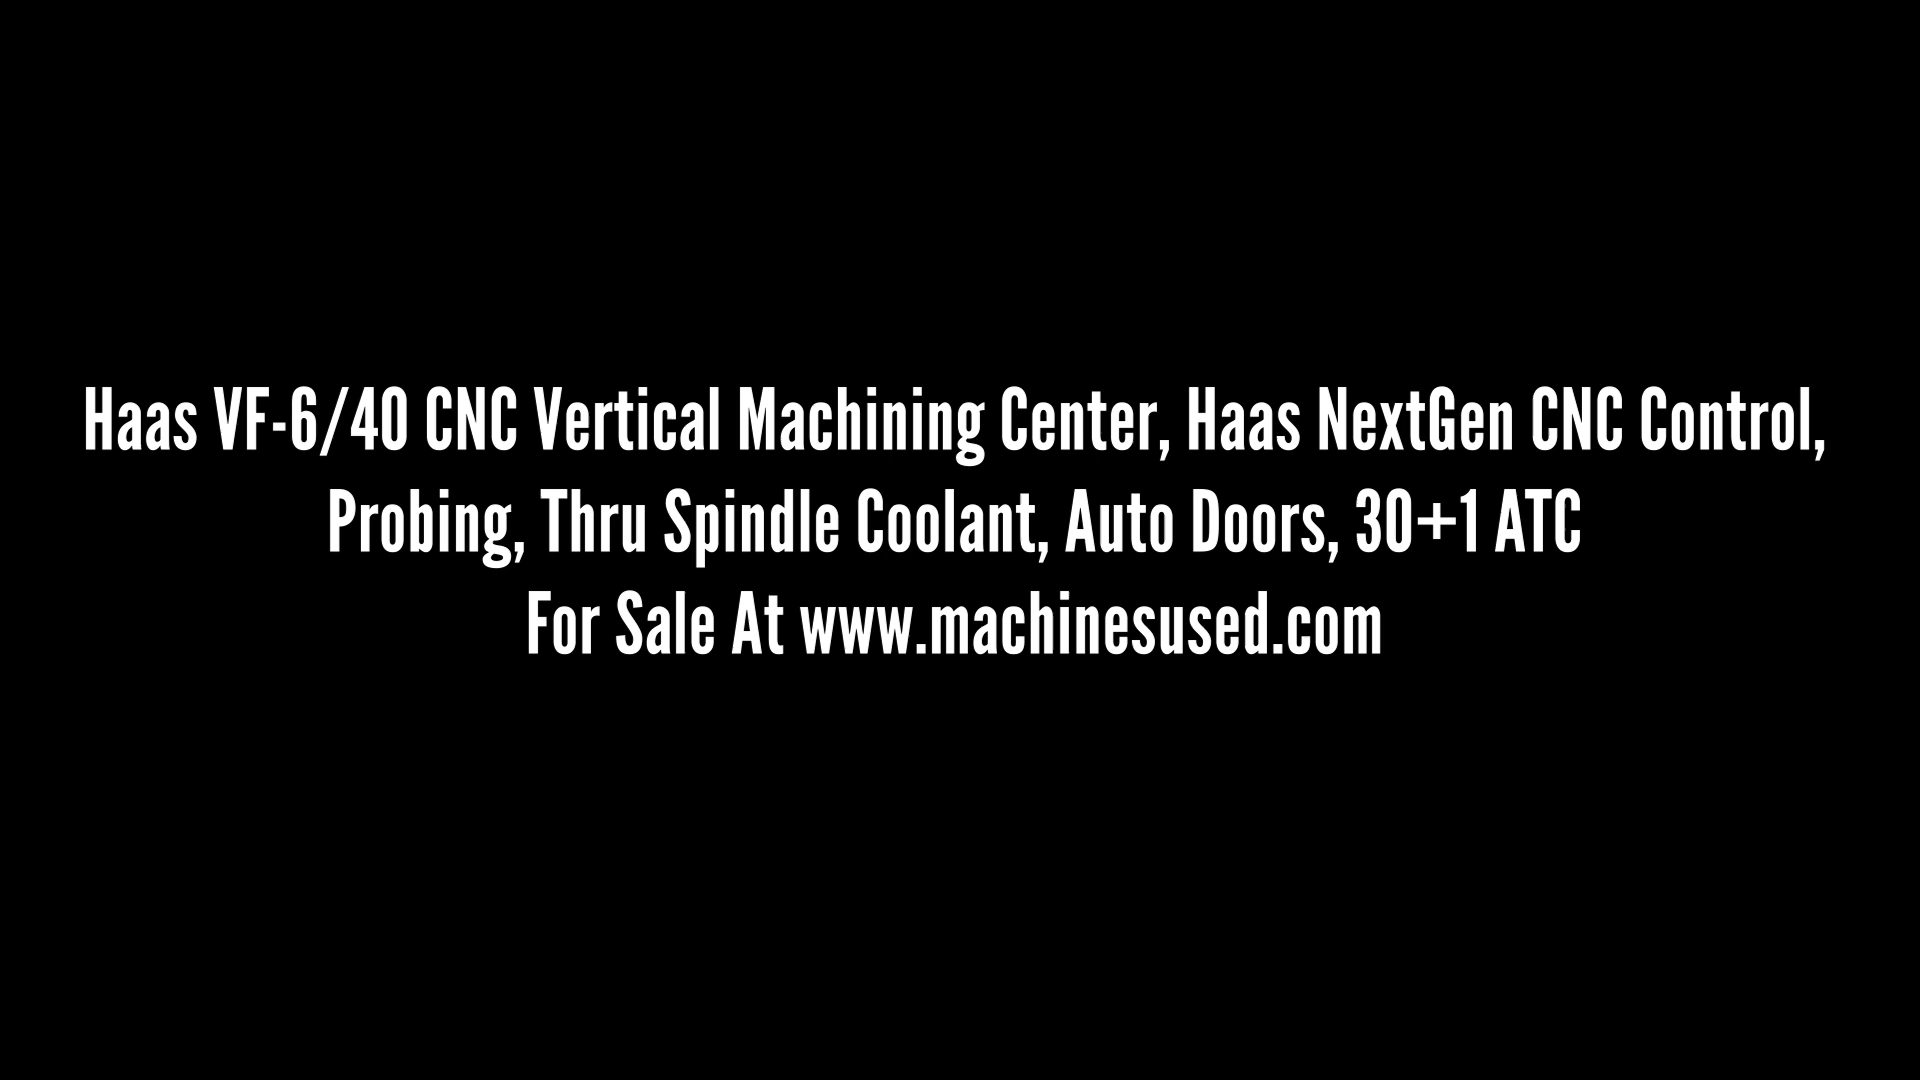 Haas VF-6/40 CNC Vertical Machining Center, Haas NextGen CNC Control,
Probing, Thru Spindle Coolant, Auto Doors, 30+1 ATC
For Sale At www.machinesused.com